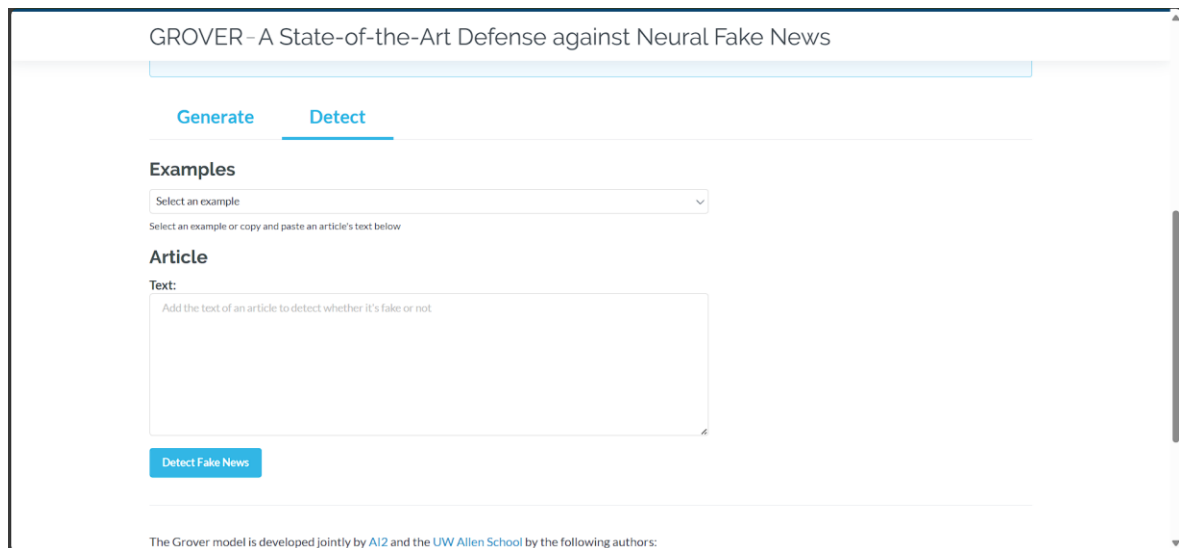 GROVER – A State-of-the-Art Defense against Neural Fake News
Generate Detect
Examples
Select an example
Select an example or copy and paste an article's text below
Article
Text:
Add the text of an article to detect whether it's fake or not
Detect Fake News
The Grover model is developed jointly by AI2 and the UW Allen School by the following authors: